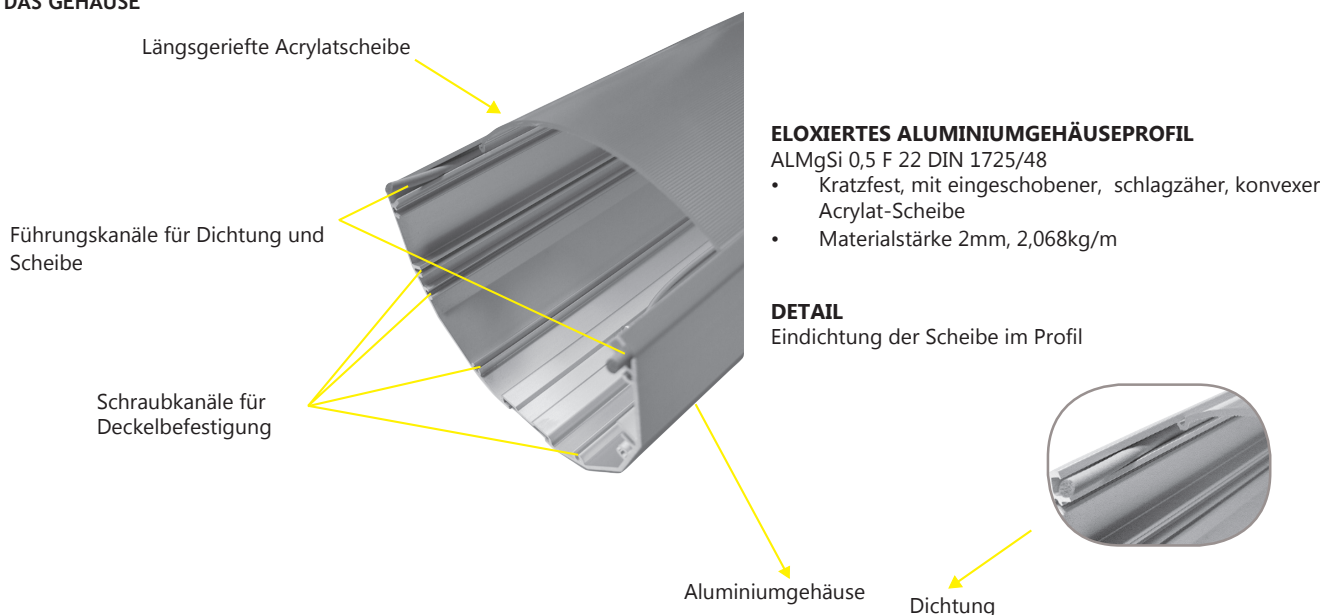 DAS GEHÄUSE
Längsgeriefte Acrylatscheibe
Führungskanäle für Dichtung und
Scheibe
Schraubkanäle für
Deckelbefestigung
ELOXIERTES ALUMINIUMGEHÄUSEPROFIL
ALMgSi 0,5 F 22 DIN 1725/48
• Kratzfest, mit eingeschobener, schlagzäher, konvexer
Acrylat-Scheibe
• Materialstärke 2mm, 2,068kg/m
DETAIL
Eindichtung der Scheibe im Profil
Aluminiumgehäuse
Dichtung